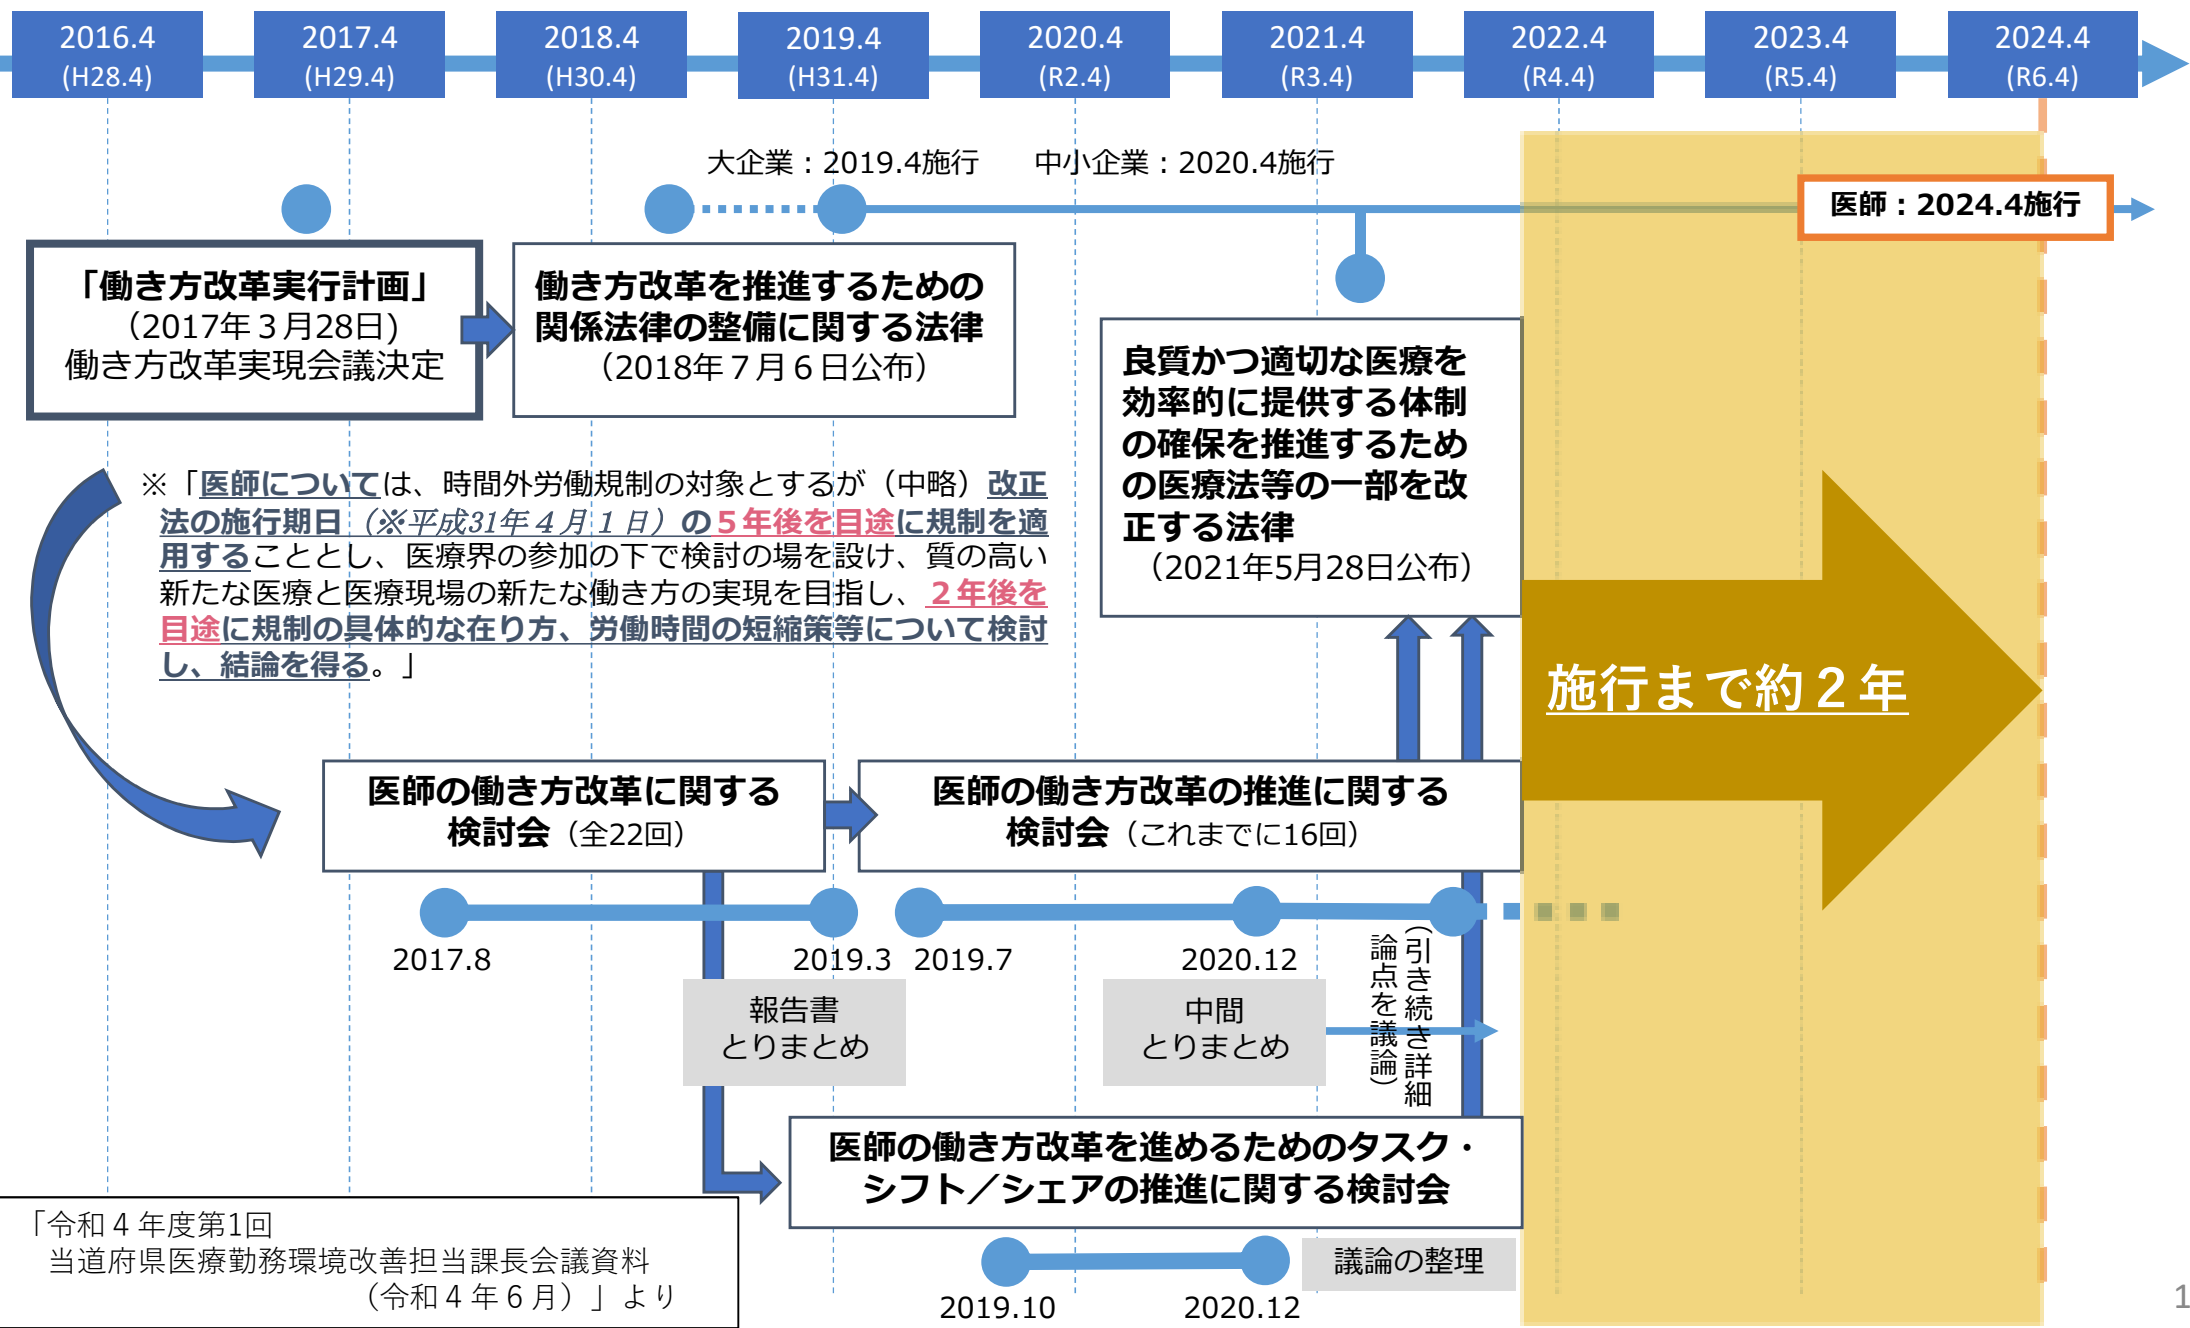 2016.4
(H28.4)
2017.4
(H29.4)
2018.4
(H30.4)
2019.4
(H31.4)
2020.4
(R2.4)
2021.4
(R3.4)
2022.4
(R4.4)
2023.4
(R5.4)
2024.4
(R6.4)
大企業：2019.4施行
中小企業：2020.4施行
医師：2024.4施行
「働き方改革実行計画」
（2017年３月28日)
働き方改革実現会議決定
働き方改革を推進するための
関係法律の整備に関する法律
（2018年７月６日公布）
良質かつ適切な医療を
効率的に提供する体制
の確保を推進するため
の医療法等の一部を改
正する法律
（2021年5月28日公布）
※「医師については、時間外労働規制の対象とするが（中略）改正
法の施行期日（※平成31年４月１日）の５年後を目途に規制を適
用することとし、医療界の参加の下で検討の場を設け、質の高い
新たな医療と医療現場の新たな働き方の実現を目指し、２年後を
目途に規制の具体的な在り方、労働時間の短縮策等について検討
し、結論を得る。」
施行まで約２年
医師の働き方改革に関する
検討会（全22回）
医師の働き方改革の推進に関する
検討会（これまでに16回）
2017.8
2019.3
2019.7
2020.12
報告書
とりまとめ
中間
とりまとめ
（引き続き詳細
論点を議論）
医師の働き方改革を進めるためのタスク・
シフト／シェアの推進に関する検討会
議論の整理
2019.10
2020.12
「令和４年度第1回
当道府県医療勤務環境改善担当課長会議資料
（令和４年６月）」より
1